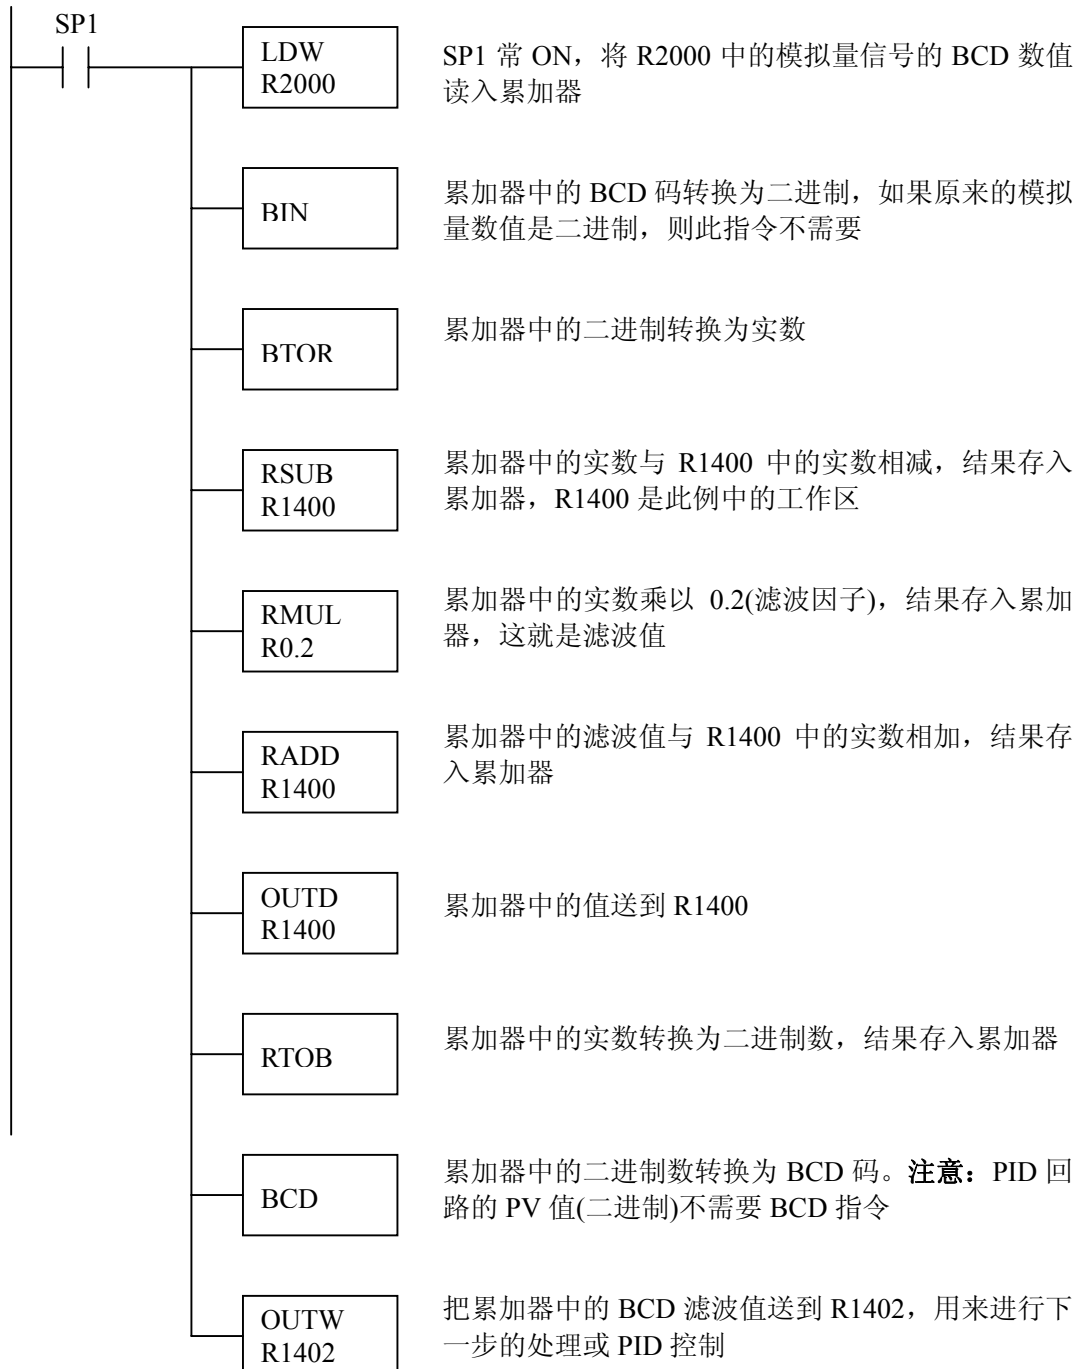 SP1
LDW
R2000
SP1 常 ON，将 R2000 中的模拟量信号的 BCD 数值
读入累加器
BIN
累加器中的 BCD 码转换为二进制，如果原来的模拟
量数值是二进制，则此指令不需要
BTOR
累加器中的二进制转换为实数
RSUB
R1400
累加器中的实数与 R1400 中的实数相减，结果存入
累加器，R1400 是此例中的工作区
RMUL
R0.2
累加器中的实数乘以 0.2(滤波因子)，结果存入累加
器，这就是滤波值
RADD
R1400
累加器中的滤波值与 R1400 中的实数相加，结果存
入累加器
OUTD
R1400
累加器中的值送到 R1400
RTOB
累加器中的实数转换为二进制数，结果存入累加器
BCD
累加器中的二进制数转换为 BCD 码。注意：PID 回
路的 PV 值(二进制)不需要 BCD 指令
OUTW
R1402
把累加器中的 BCD 滤波值送到 R1402，用来进行下
一步的处理或 PID 控制